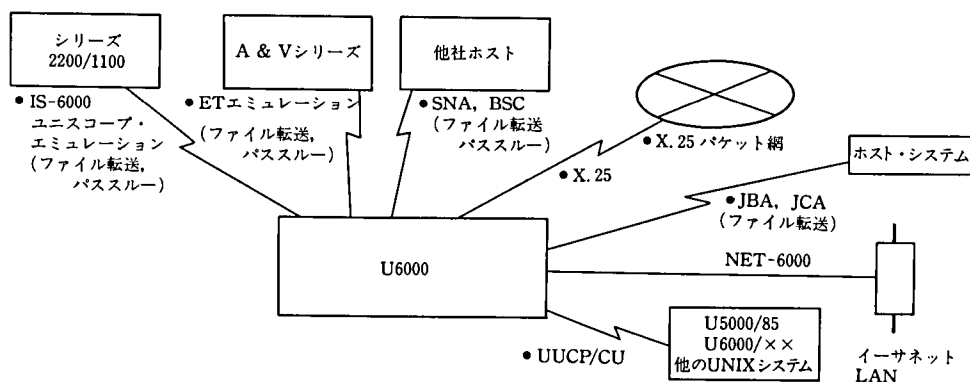 シリーズ
2200/1100
A & Vシリーズ
他社ホスト
● IS-6000
ユニスコープ・
エミュレーション
(ファイル転送,
パススルー)
● ETエミュレーション
(ファイル転送,
パススルー)
● SNA, BSC
(ファイル転送
パススルー)
● X.25 パケット網
● X.25
ホスト・システム
● JBA, JCA
(ファイル転送)
U6000
NET-6000
● UUCP/CU
U5000/85
U6000/××
他のUNIXシステム
イーサネット
LAN